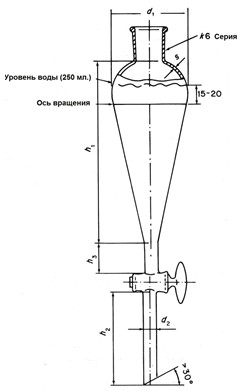 d₁
k6 Серия
s
Уровень воды (250 мл.)
15-20
Ось вращения
h₁
h₃
d₂
h₂
>30°